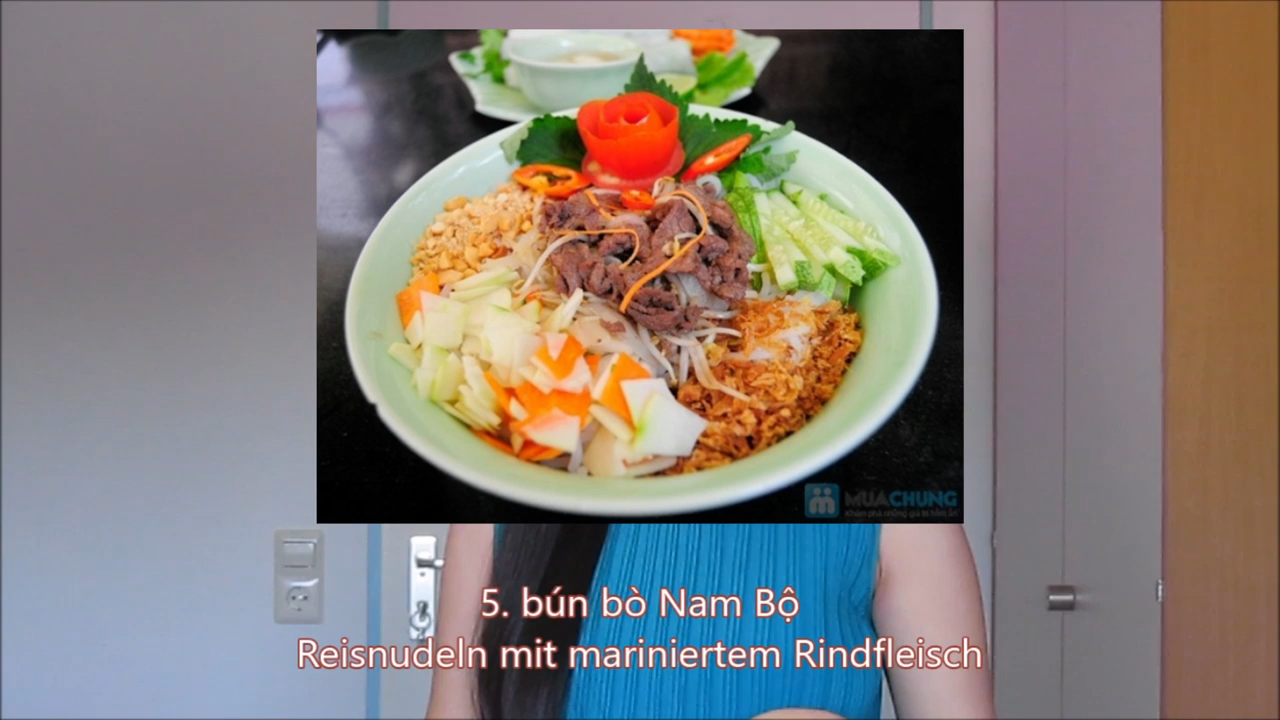 MUACHUNG
5. bún bò Nam Bộ
Reisnudeln mit mariniertem Rindfleisch